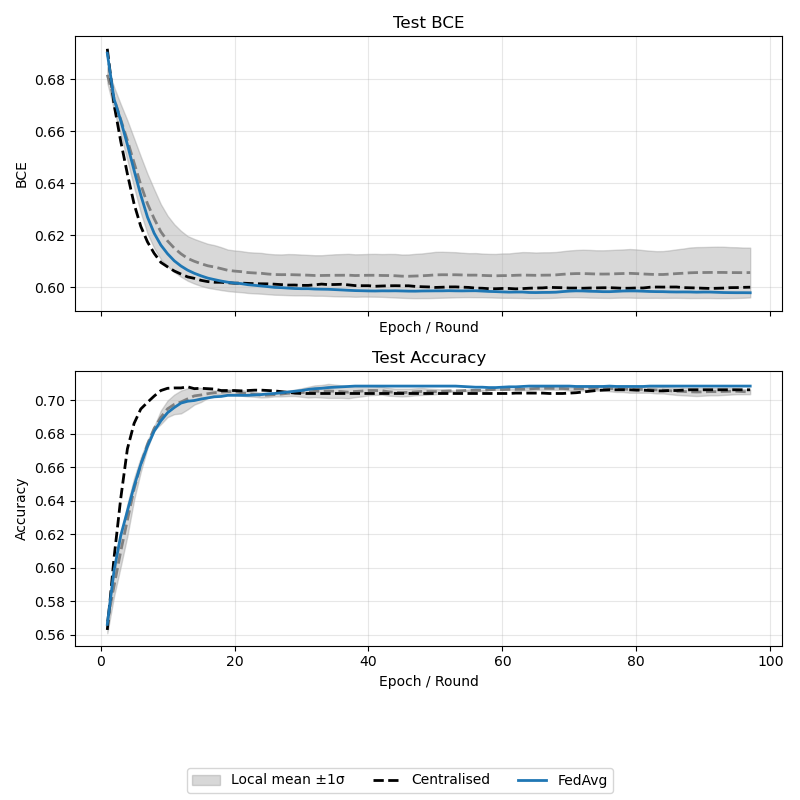 Test BCE
0.68
0.66
0.64
0.62
0.60
BCE
Epoch / Round
Test Accuracy
0.70
0.68
0.66
0.64
0.62
0.60
0.58
0.56
Accuracy
0 20 40 60 80 100
Epoch / Round
Local mean ±1σ Centralised FedAvg